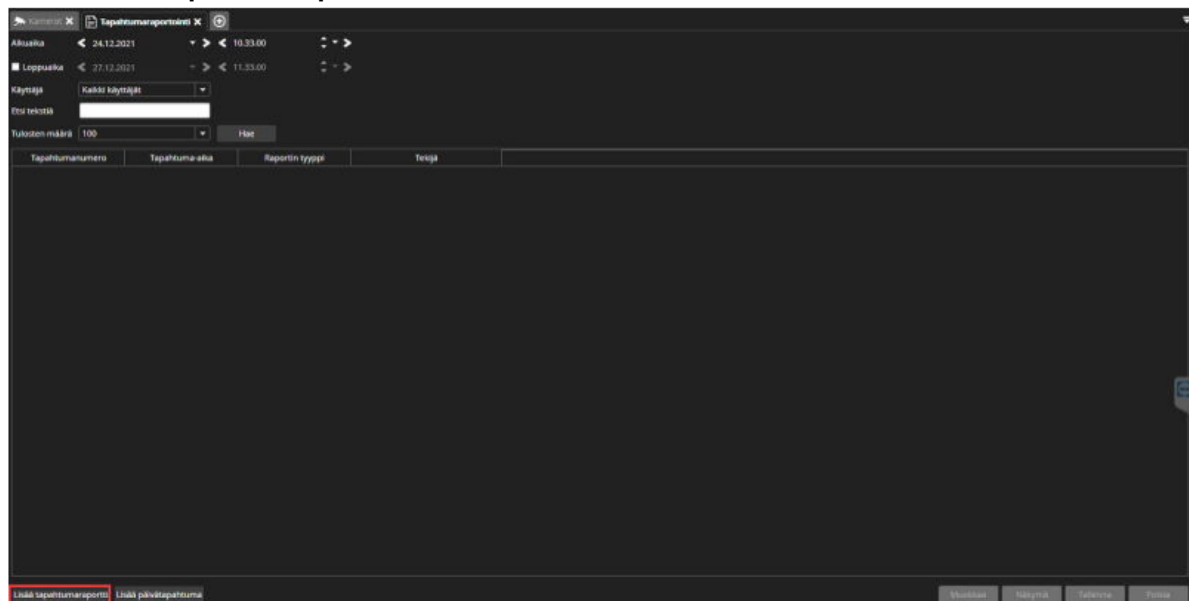 Kamerat Tapahtumaraportointi
Alkuaika 24.12.2021 10.33.00
Loppuaika 27.12.2021 11.33.00
Käyttäjä Kaikki käyttäjät
Etsi tekstiä
Tulosten määrä 100 Hae
Tapahtumanumero Tapahtuma-aika Raportin tyyppi Tekijä
Lisää tapahtumaraportti Lisää päivätapahtuma Muokkaa Näkymä Tallenna Poista